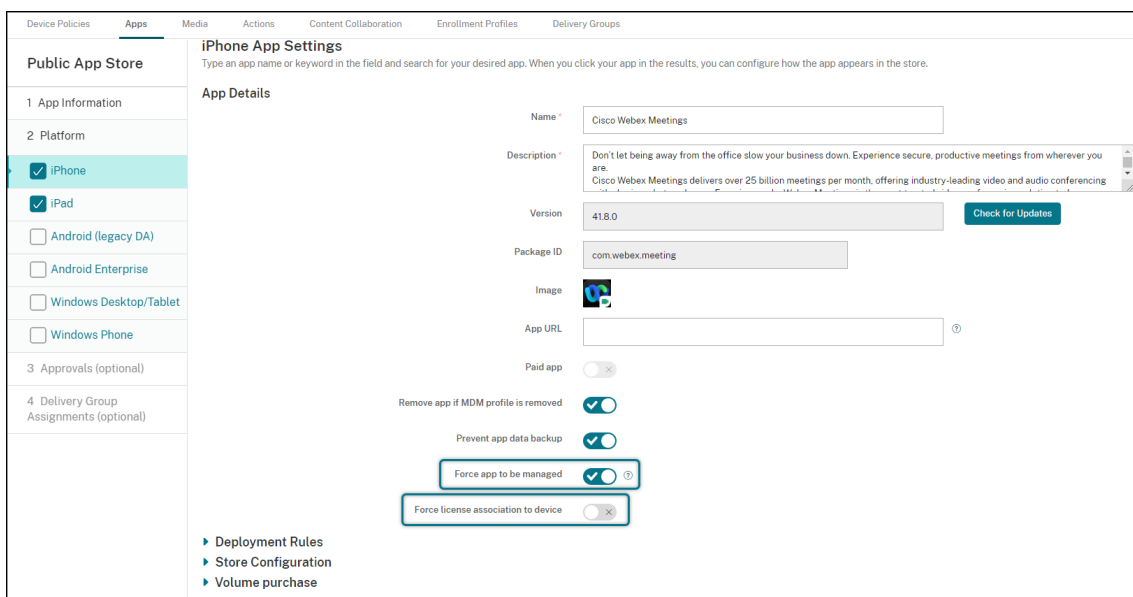 Device Policies Apps Media Actions Content Collaboration Enrollment Profiles Delivery Groups
Public App Store
1 App Information
2 Platform
iPhone
iPad
Android (legacy DA)
Android Enterprise
Windows Desktop/Tablet
Windows Phone
3 Approvals (optional)
4 Delivery Group
Assignments (optional)
iPhone App Settings
Type an app name or keyword in the field and search for your desired app. When you click your app in the results, you can configure how the app appears in the store.
App Details
Name * Cisco Webex Meetings
Description * Don't let being away from the office slow your business down. Experience secure, productive meetings from wherever you
are.
Cisco Webex Meetings delivers over 25 billion meetings per month, offering industry-leading video and audio conferencing
Version 41.8.0 Check for Updates
Package ID com.webex.meeting
Image
App URL
Paid app
Remove app if MDM profile is removed
Prevent app data backup
Force app to be managed
Force license association to device
Deployment Rules
Store Configuration
Volume purchase